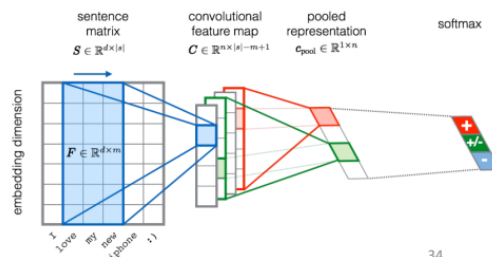 sentence
matrix
S ∈ ℝ^{d×|s|}
convolutional
feature map
C ∈ ℝ^{n×|s|−m+1}
pooled
representation
c_pool ∈ ℝ^{1×n}
softmax
embedding dimension
F ∈ ℝ^{d×m}
+
+/-
-
I
love
my
new
iphone
:)
34